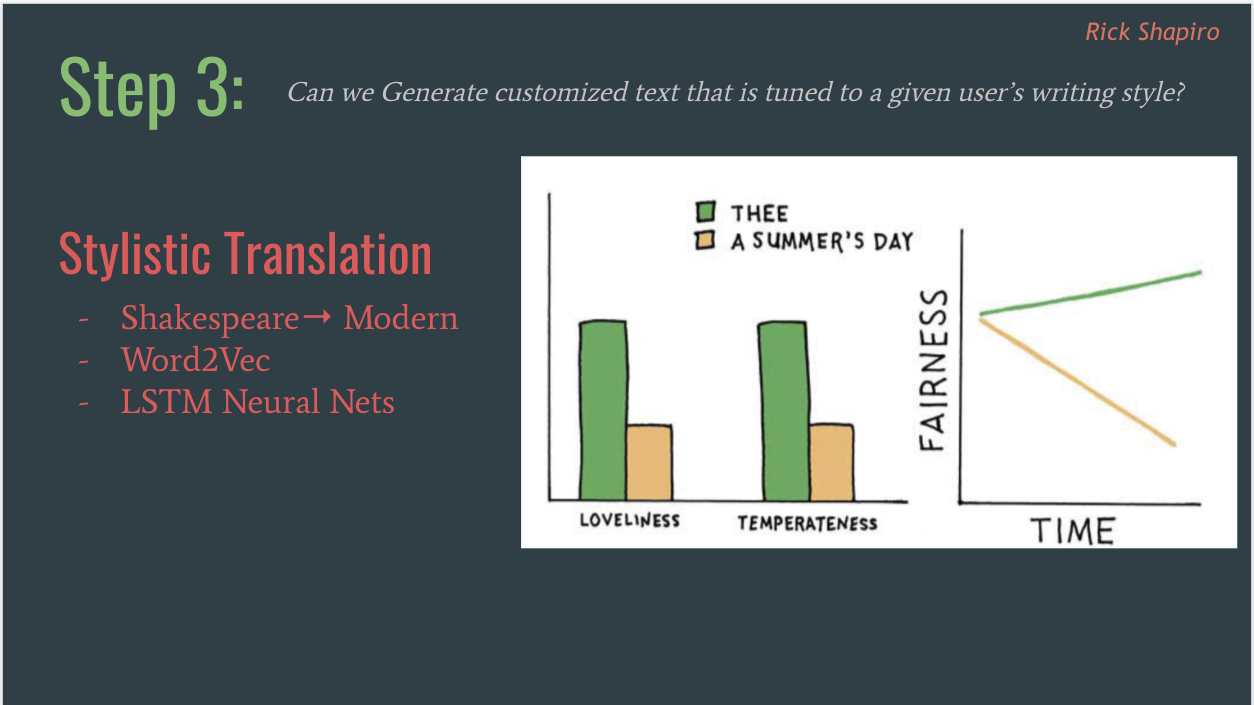 Rick Shapiro
Step 3:
Can we Generate customized text that is tuned to a given user's writing style?
Stylistic Translation
- Shakespeare→ Modern
- Word2Vec
- LSTM Neural Nets
THEE
A SUMMER'S DAY
LOVELINESS
TEMPERATENESS
FAIRNESS
TIME